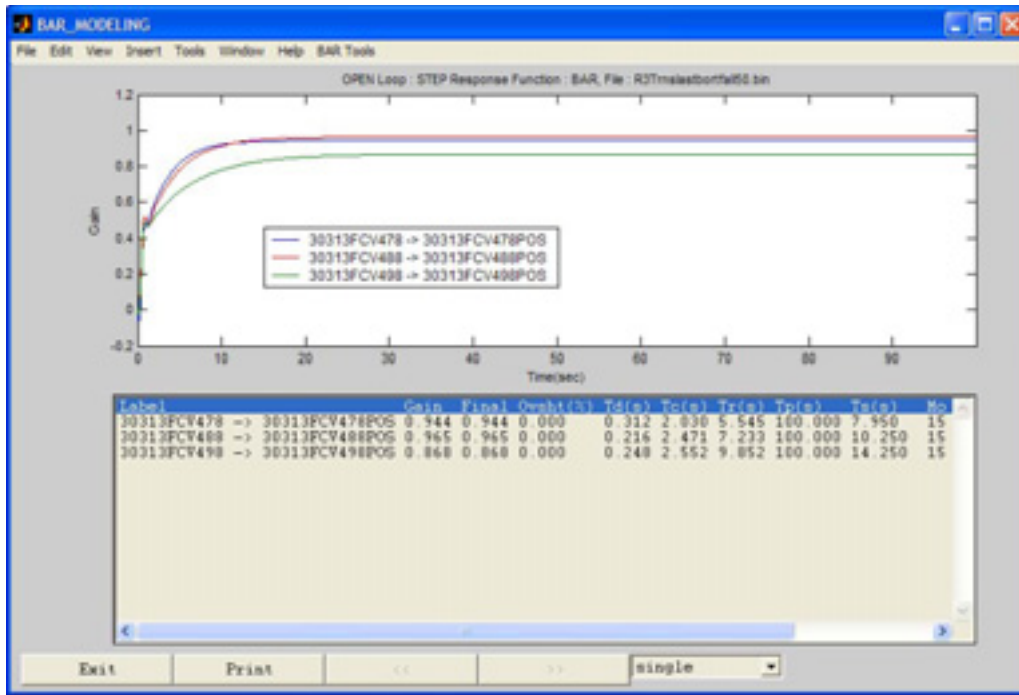 BAR_MODELING
File Edit View Insert Tools Window Help BAR Tools
OPEN Loop : STEP Response Function : BAR, File :
1.2
1
0.8
0.6
0.4
0.2
0
-0.2
Gain
30313FCV478 -> 30313FCV478POS
30313FCV488 -> 30313FCV488POS
30313FCV498 -> 30313FCV498POS
0 10 20 30 40 50 60 70 80 90
Time(sec)
Label Gain Final Ovsht(%) Td(s) Tc(s) Tr(s) Tp(s) Ts(s) Mo
30313FCV478 -> 30313FCV478POS 0.944 0.944 0.000 0.312 2.030 5.545 100.000 7.950 15
30313FCV488 -> 30313FCV488POS 0.965 0.965 0.000 0.216 2.471 7.233 100.000 10.250 15
30313FCV498 -> 30313FCV498POS 0.868 0.868 0.000 0.248 2.552 9.852 100.000 14.250 15
Exit Print << >> single